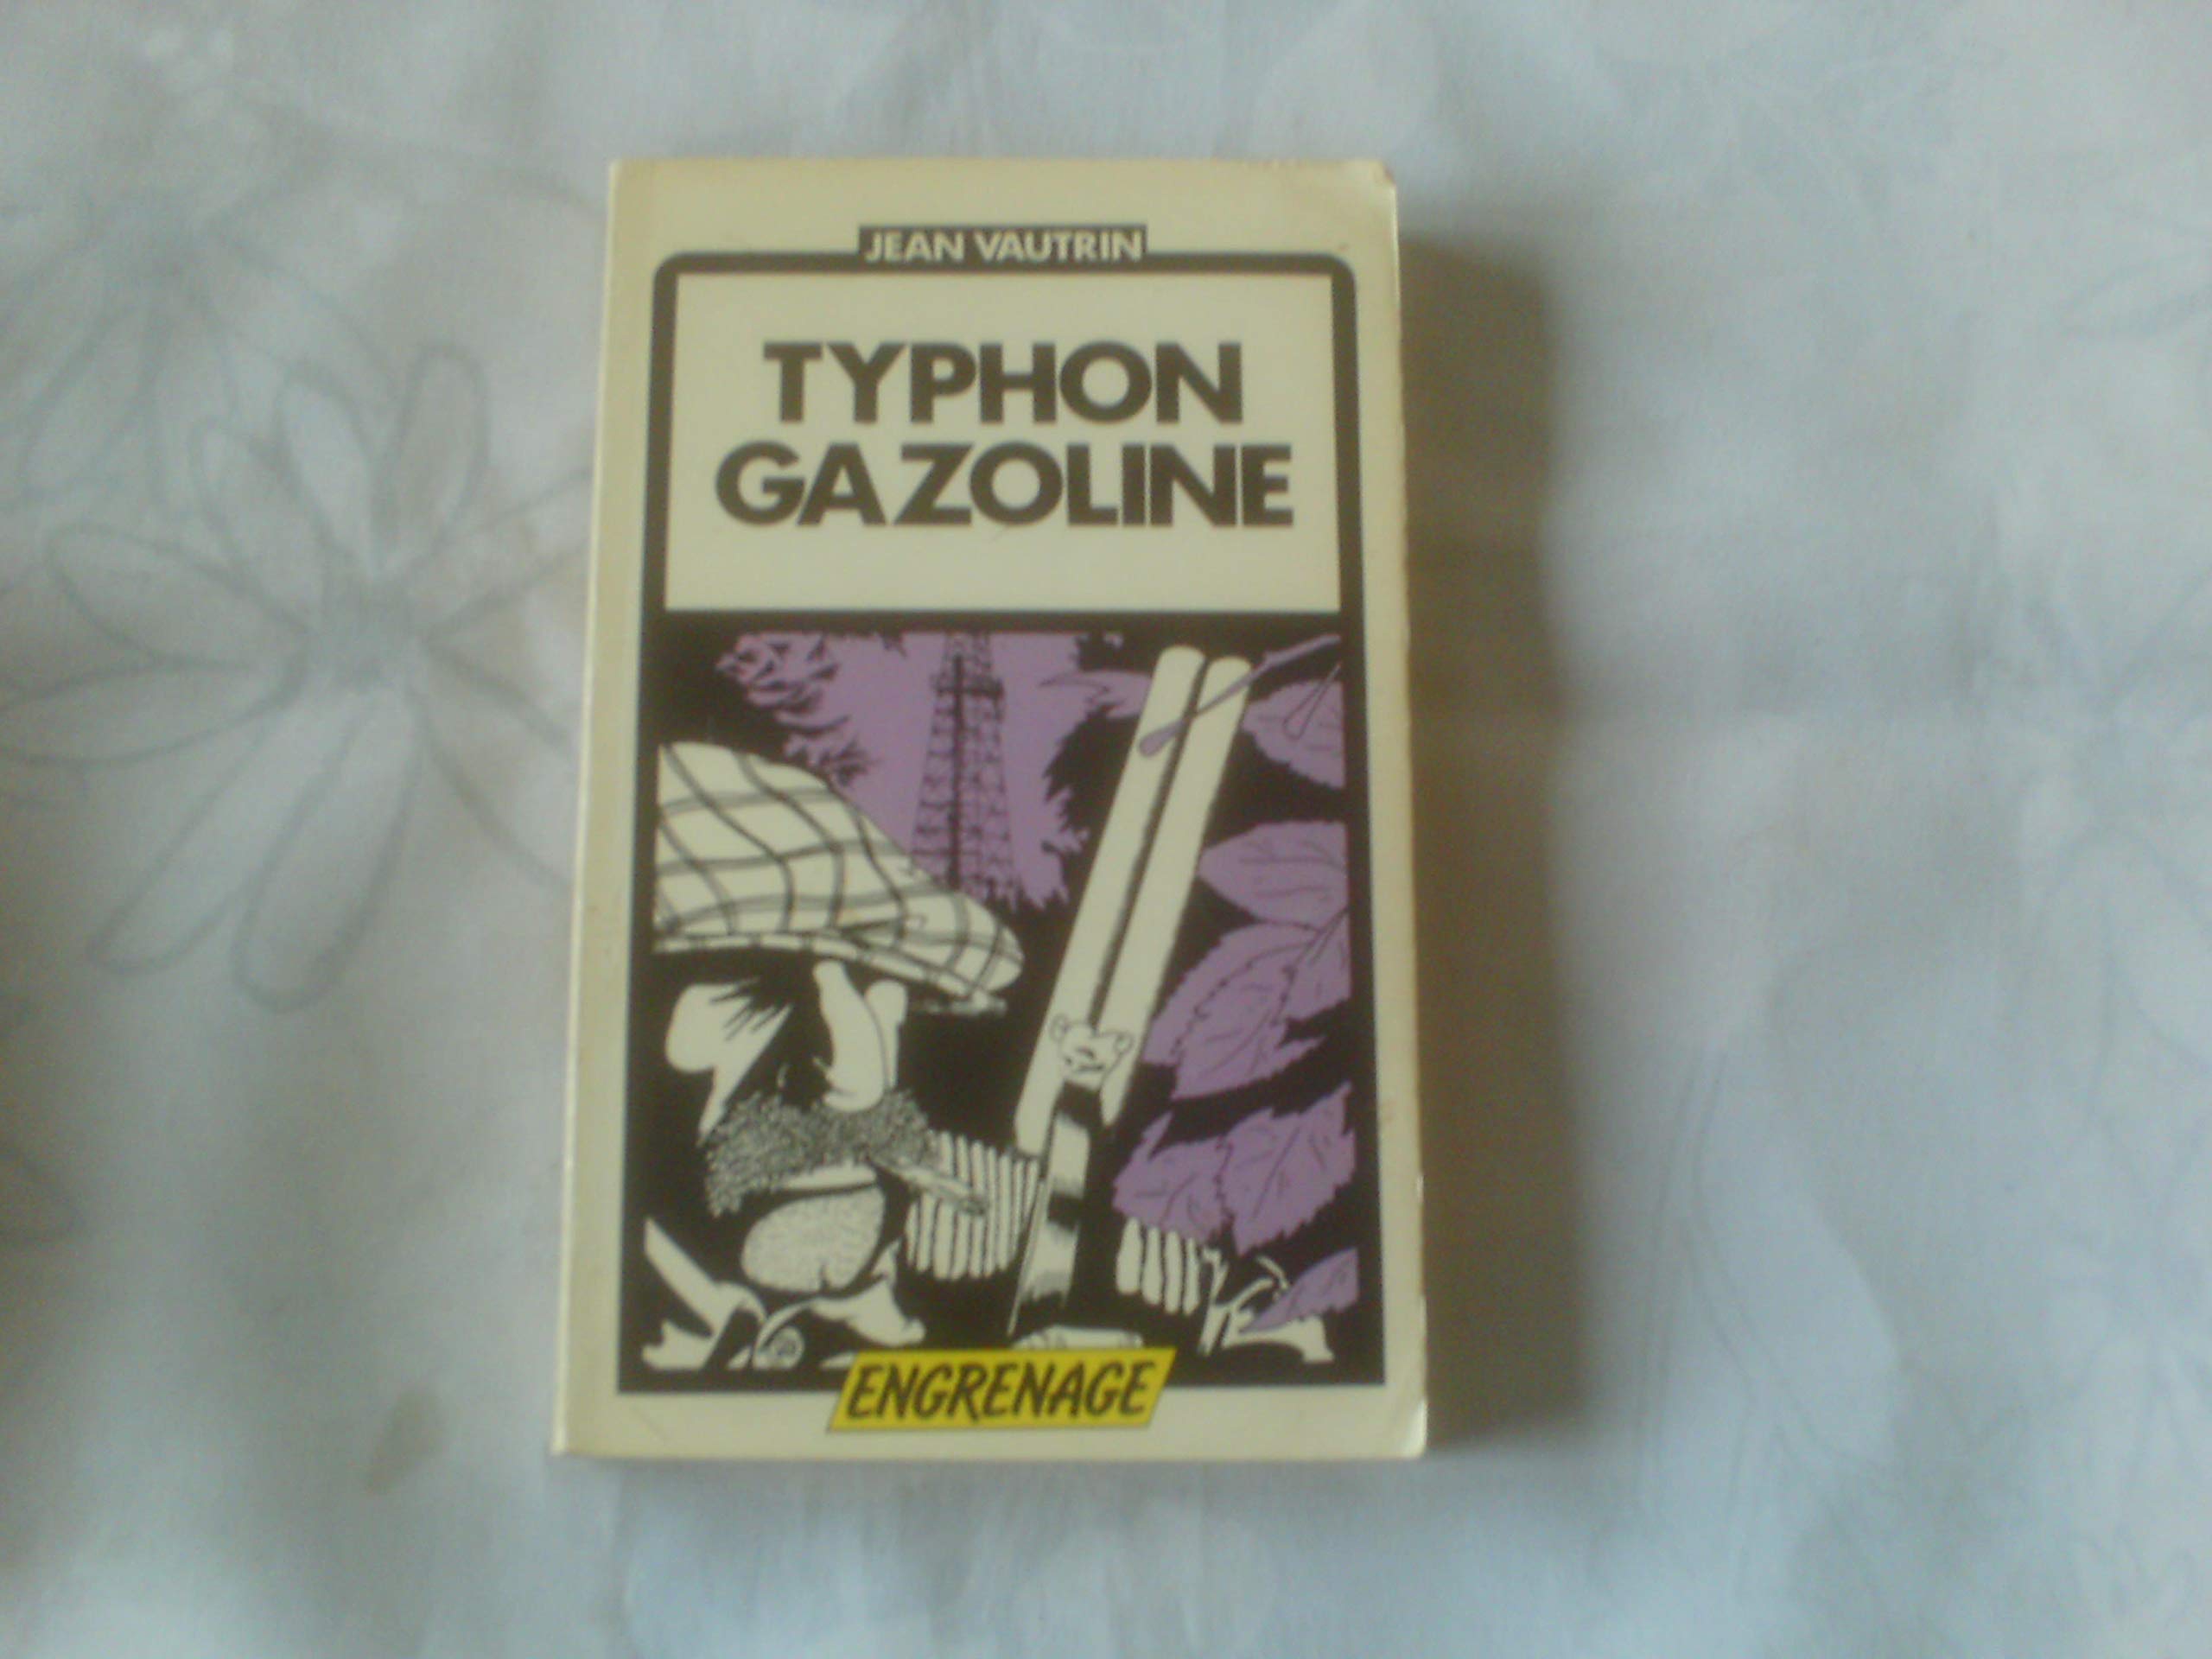 JEAN VAUTRIN
TYPHON
GAZOLINE
ENGRENAGE